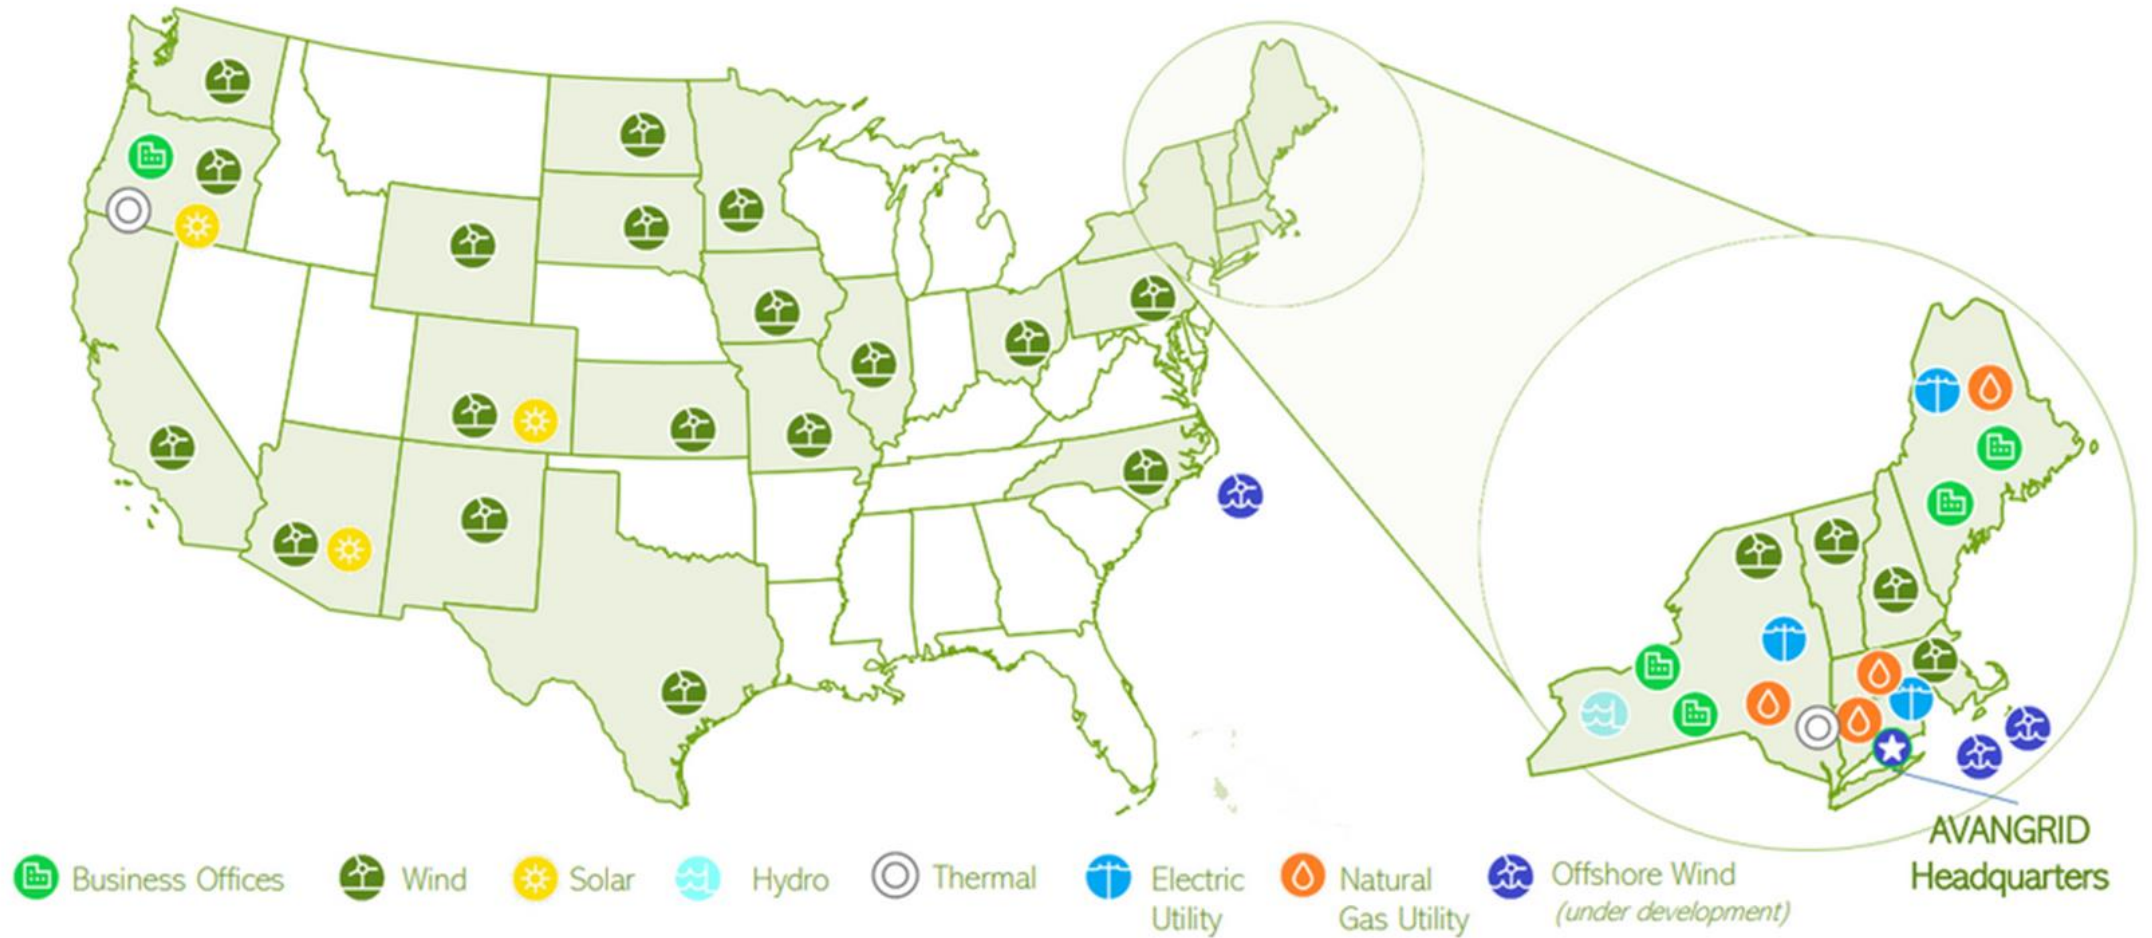 AVANGRID
Headquarters
Business Offices
Wind
Solar
Hydro
Thermal
Electric
Utility
Natural
Gas Utility
Offshore Wind
(under development)